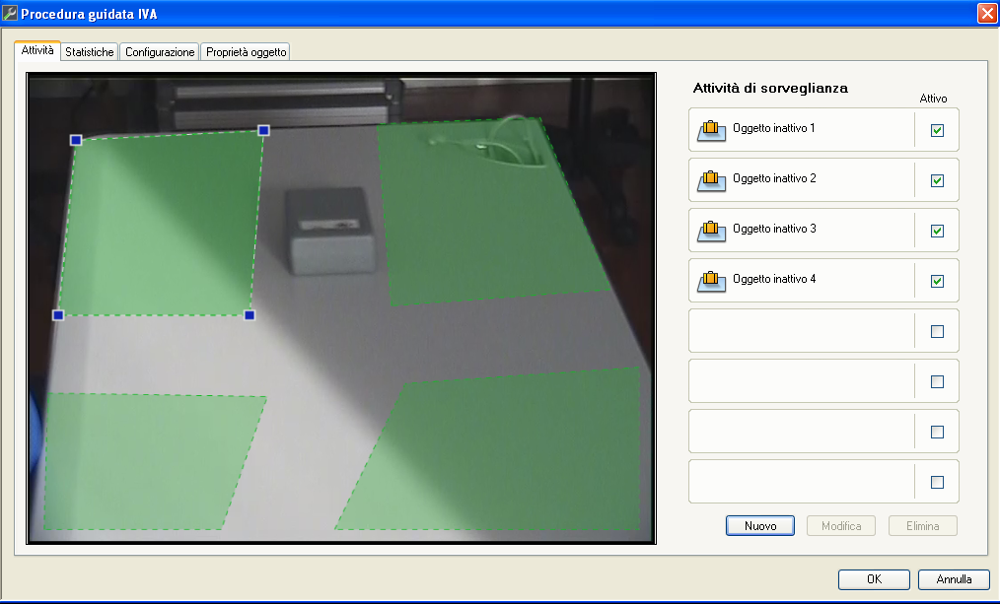 Procedura guidata IVA
Attività Statistiche Configurazione Proprietà oggetto
Attività di sorveglianza
Attivo
Oggetto inattivo 1
Oggetto inattivo 2
Oggetto inattivo 3
Oggetto inattivo 4
Nuovo Modifica Elimina
OK Annulla